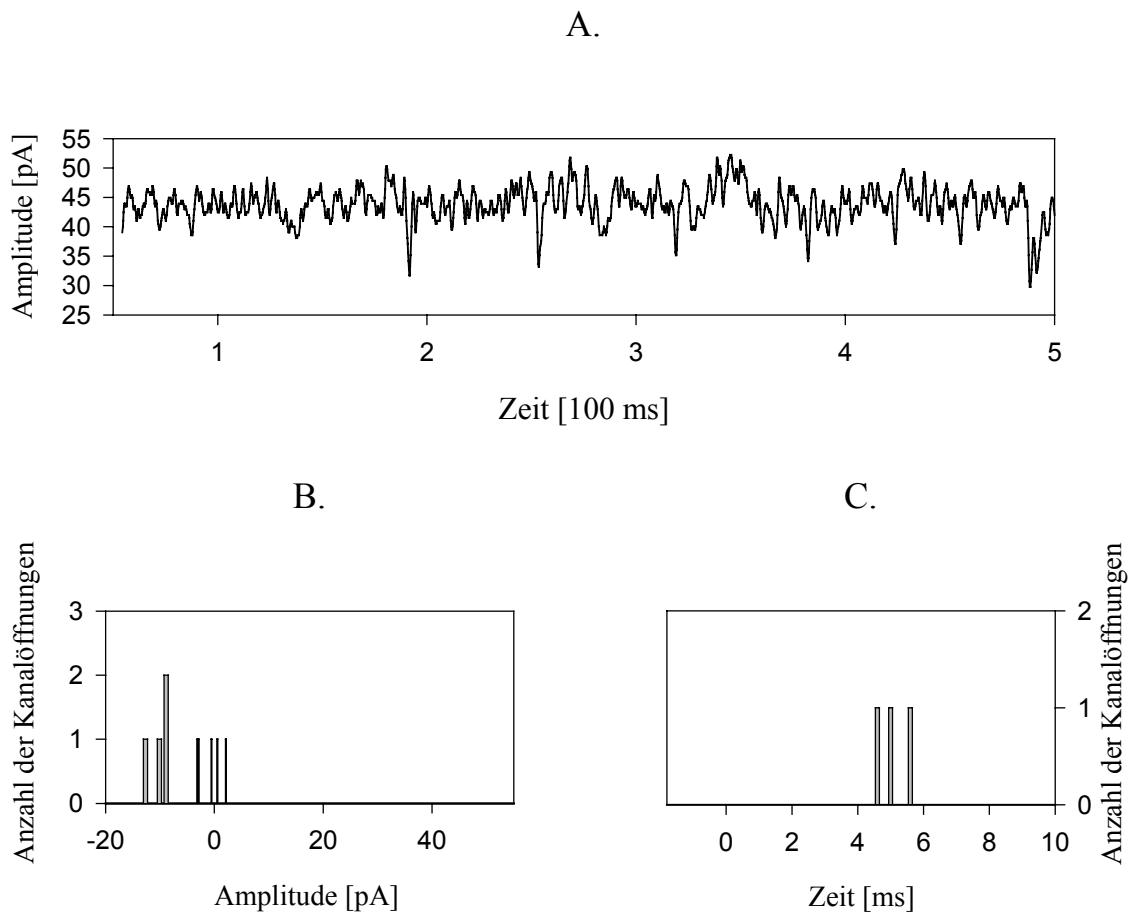 A.
Amplitude [pA]
55
50
45
40
35
30
25
1 2 3 4 5
Zeit [100 ms]
B.
Anzahl der Kanalöffnungen
3
2
1
0
-20 0 20 40
Amplitude [pA]
C.
2
1
0
Anzahl der Kanalöffnungen
0 2 4 6 8 10
Zeit [ms]